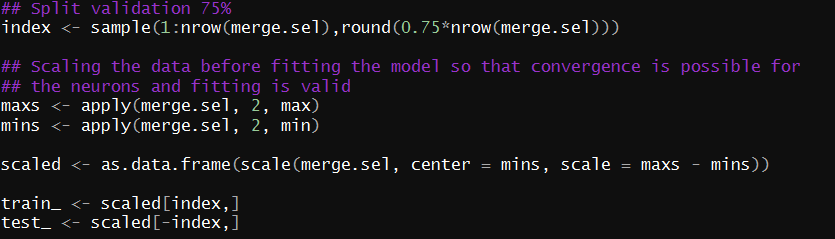 ## Split validation 75%
index <- sample(1:nrow(merge.sel),round(0.75*nrow(merge.sel)))
## Scaling the data before fitting the model so that convergence is possible for
## the neurons and fitting is valid
maxs <- apply(merge.sel, 2, max)
mins <- apply(merge.sel, 2, min)
scaled <- as.data.frame(scale(merge.sel, center = mins, scale = maxs - mins))
train_ <- scaled[index,]
test_ <- scaled[-index,]